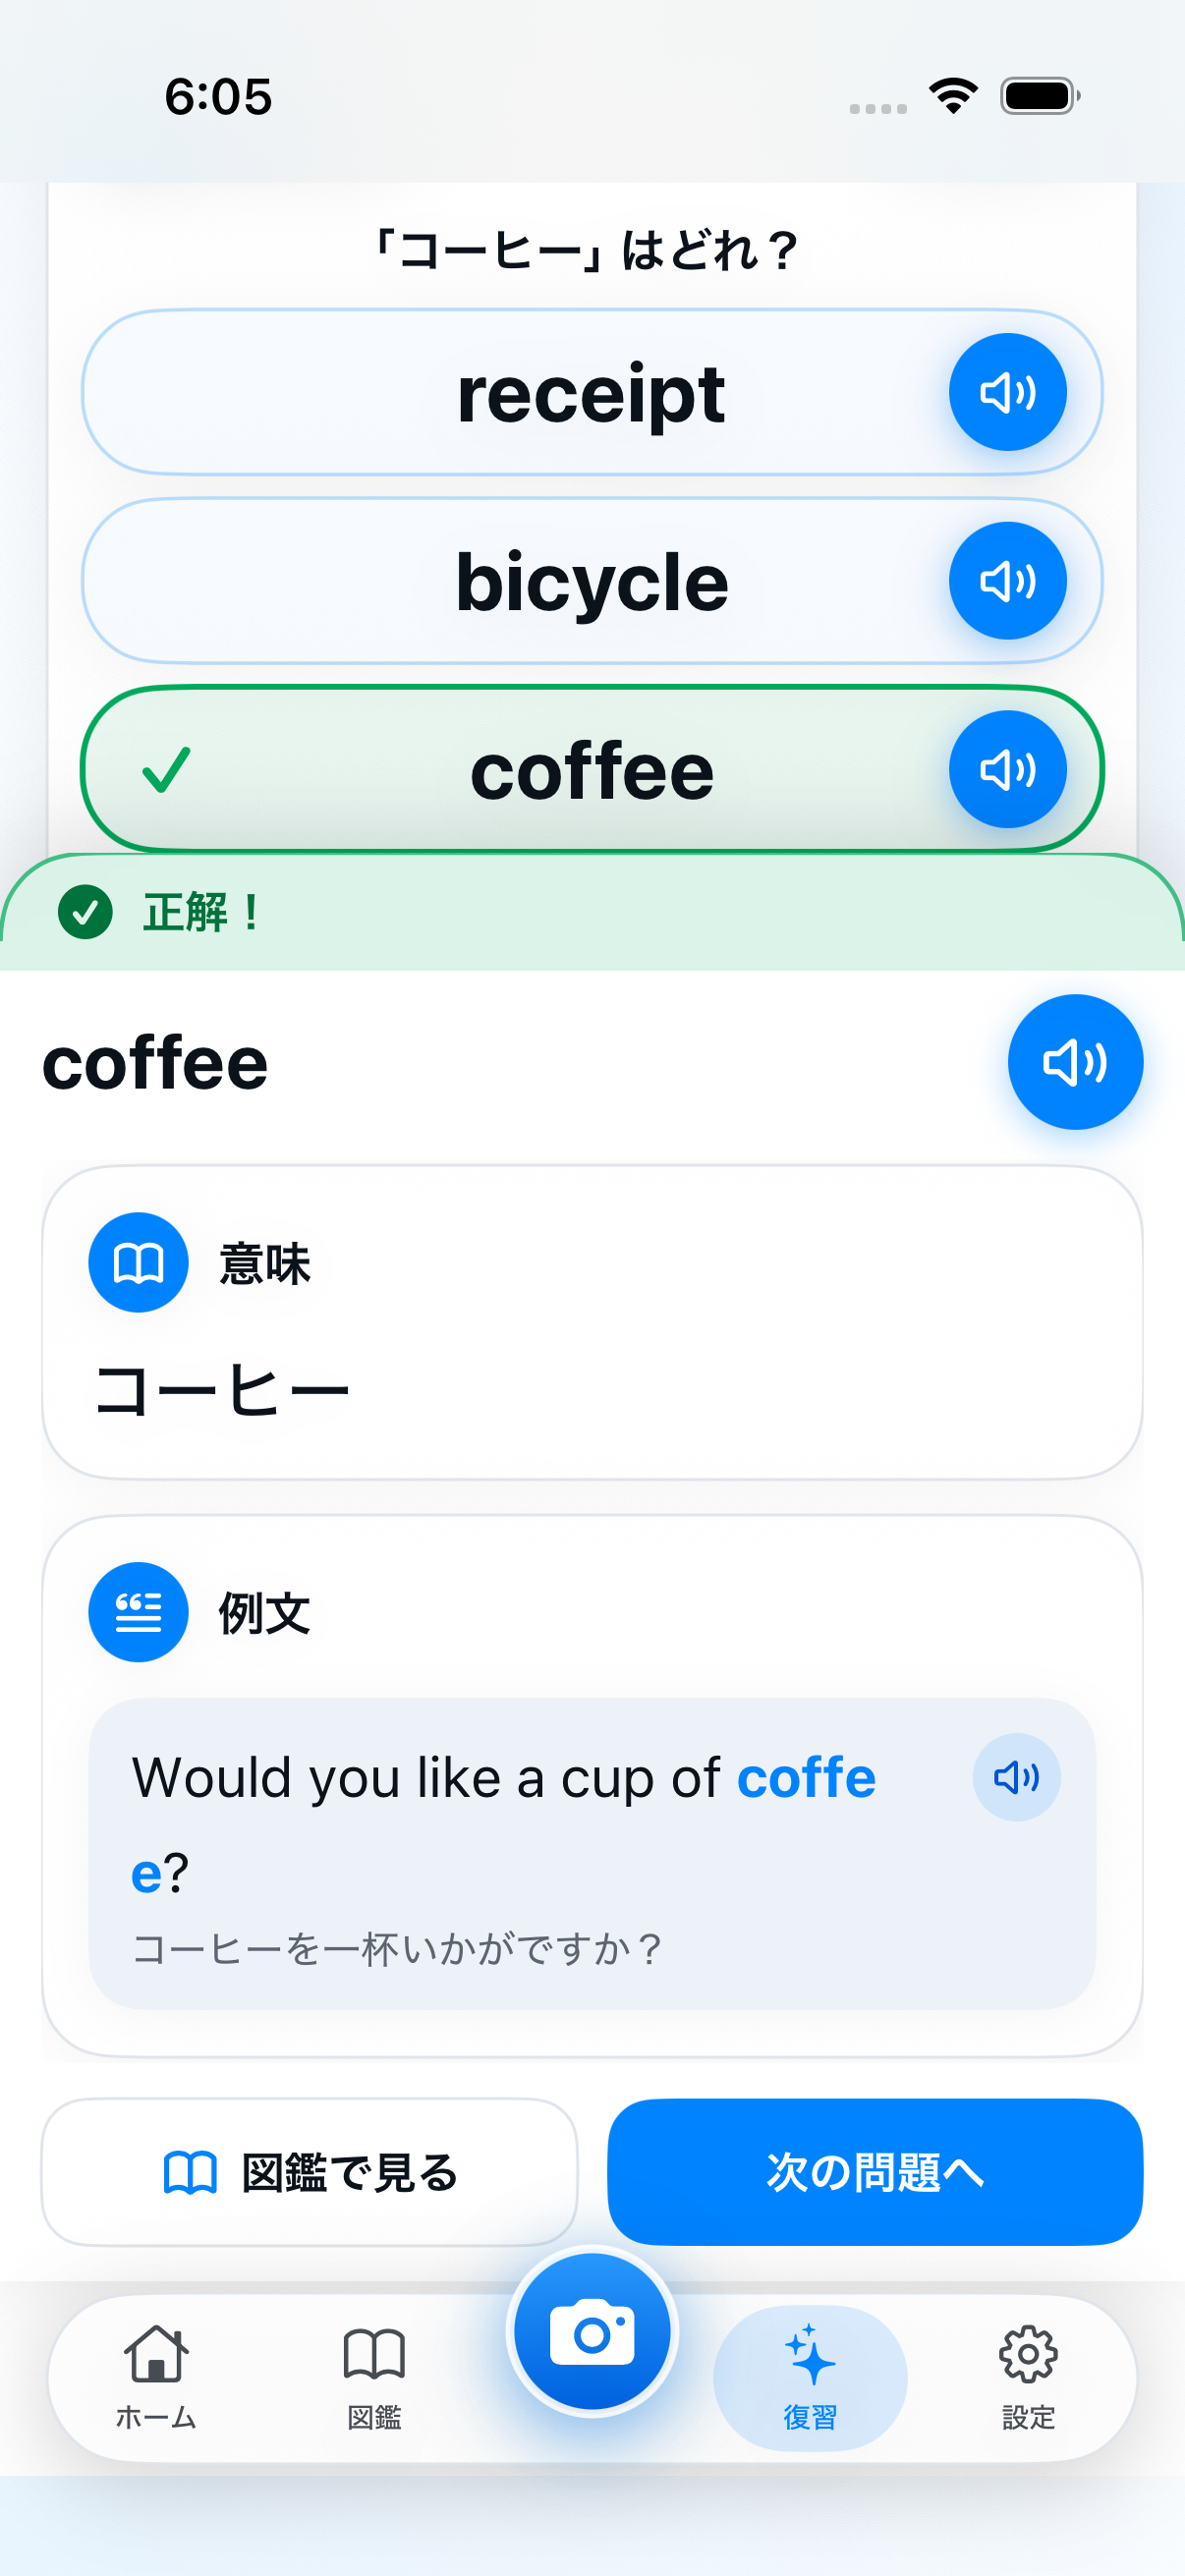 6:05
「コーヒー」はどれ？
receipt
bicycle
coffee
正解！
coffee
意味
コーヒー
例文
Would you like a cup of coffe
e?
コーヒーを一杯いかがですか？
図鑑で見る
次の問題へ
ホーム
図鑑
復習
設定